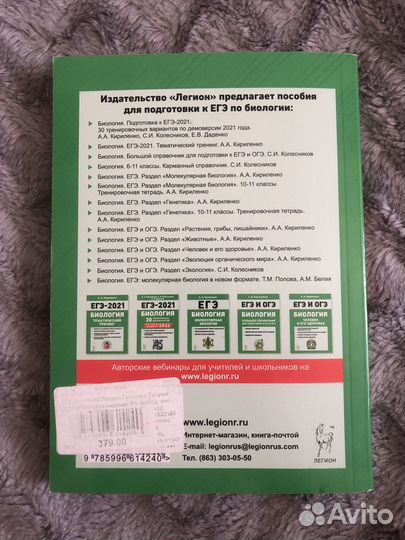 Издательство «Легион» предлагает пособия
для подготовки к ЕГЭ по биологии:
Биология. Подготовка к ЕГЭ-2021.
30 тренировочных вариантов по демоверсии 2021 года.
А.А. Кириленко, С.И. Колесников, Е.В. Даденко
Биология. ЕГЭ-2021. Тематический тренинг. А.А. Кириленко
Биология. Большой справочник для подготовки к ЕГЭ и ОГЭ. С.И. Колесников
Биология. 6-11 классы. Карманный справочник. С.И. Колесников
Биология. ЕГЭ. Раздел «Молекулярная биология». А.А. Кириленко
Биология. ЕГЭ. Раздел «Молекулярная биология». 10-11 классы.
Тренировочная тетрадь. А.А. Кириленко
Биология. ЕГЭ. Раздел «Генетика». А.А. Кириленко
Биология. ЕГЭ. Раздел «Генетика». 10-11 классы. Тренировочная тетрадь.
А.А. Кириленко
Биология. ЕГЭ и ОГЭ. Раздел «Растения, грибы, лишайники». А.А. Кириленко
Биология. ЕГЭ и ОГЭ. Раздел «Животные». А.А. Кириленко
Биология. ЕГЭ и ОГЭ. Раздел «Человек и его здоровье». А.А. Кириленко
Биология. ЕГЭ и ОГЭ. Раздел «Эволюция органического мира». А.А. Кириленко
Биология. ЕГЭ и ОГЭ. Раздел «Экология». С.И. Колесников
Биология. ЕГЭ: молекулярная биология в новом формате. Т.М. Попова, А.М. Белая
ЕГЭ-2021 ЕГЭ-2021 ЕГЭ ЕГЭ И ОГЭ ЕГЭ И ОГЭ
БИОЛОГИЯ БИОЛОГИЯ БИОЛОГИЯ БИОЛОГИЯ БИОЛОГИЯ
Авторские вебинары для учителей и школьников на
www.legionr.ru
www.legionr.ru
Интернет-магазин, книга-почтой
E-mail: legionrus@legionrus.com
Тел. (863) 303-05-50
ЛЕГИОН
379.00
9 785996 614240 >
Avito